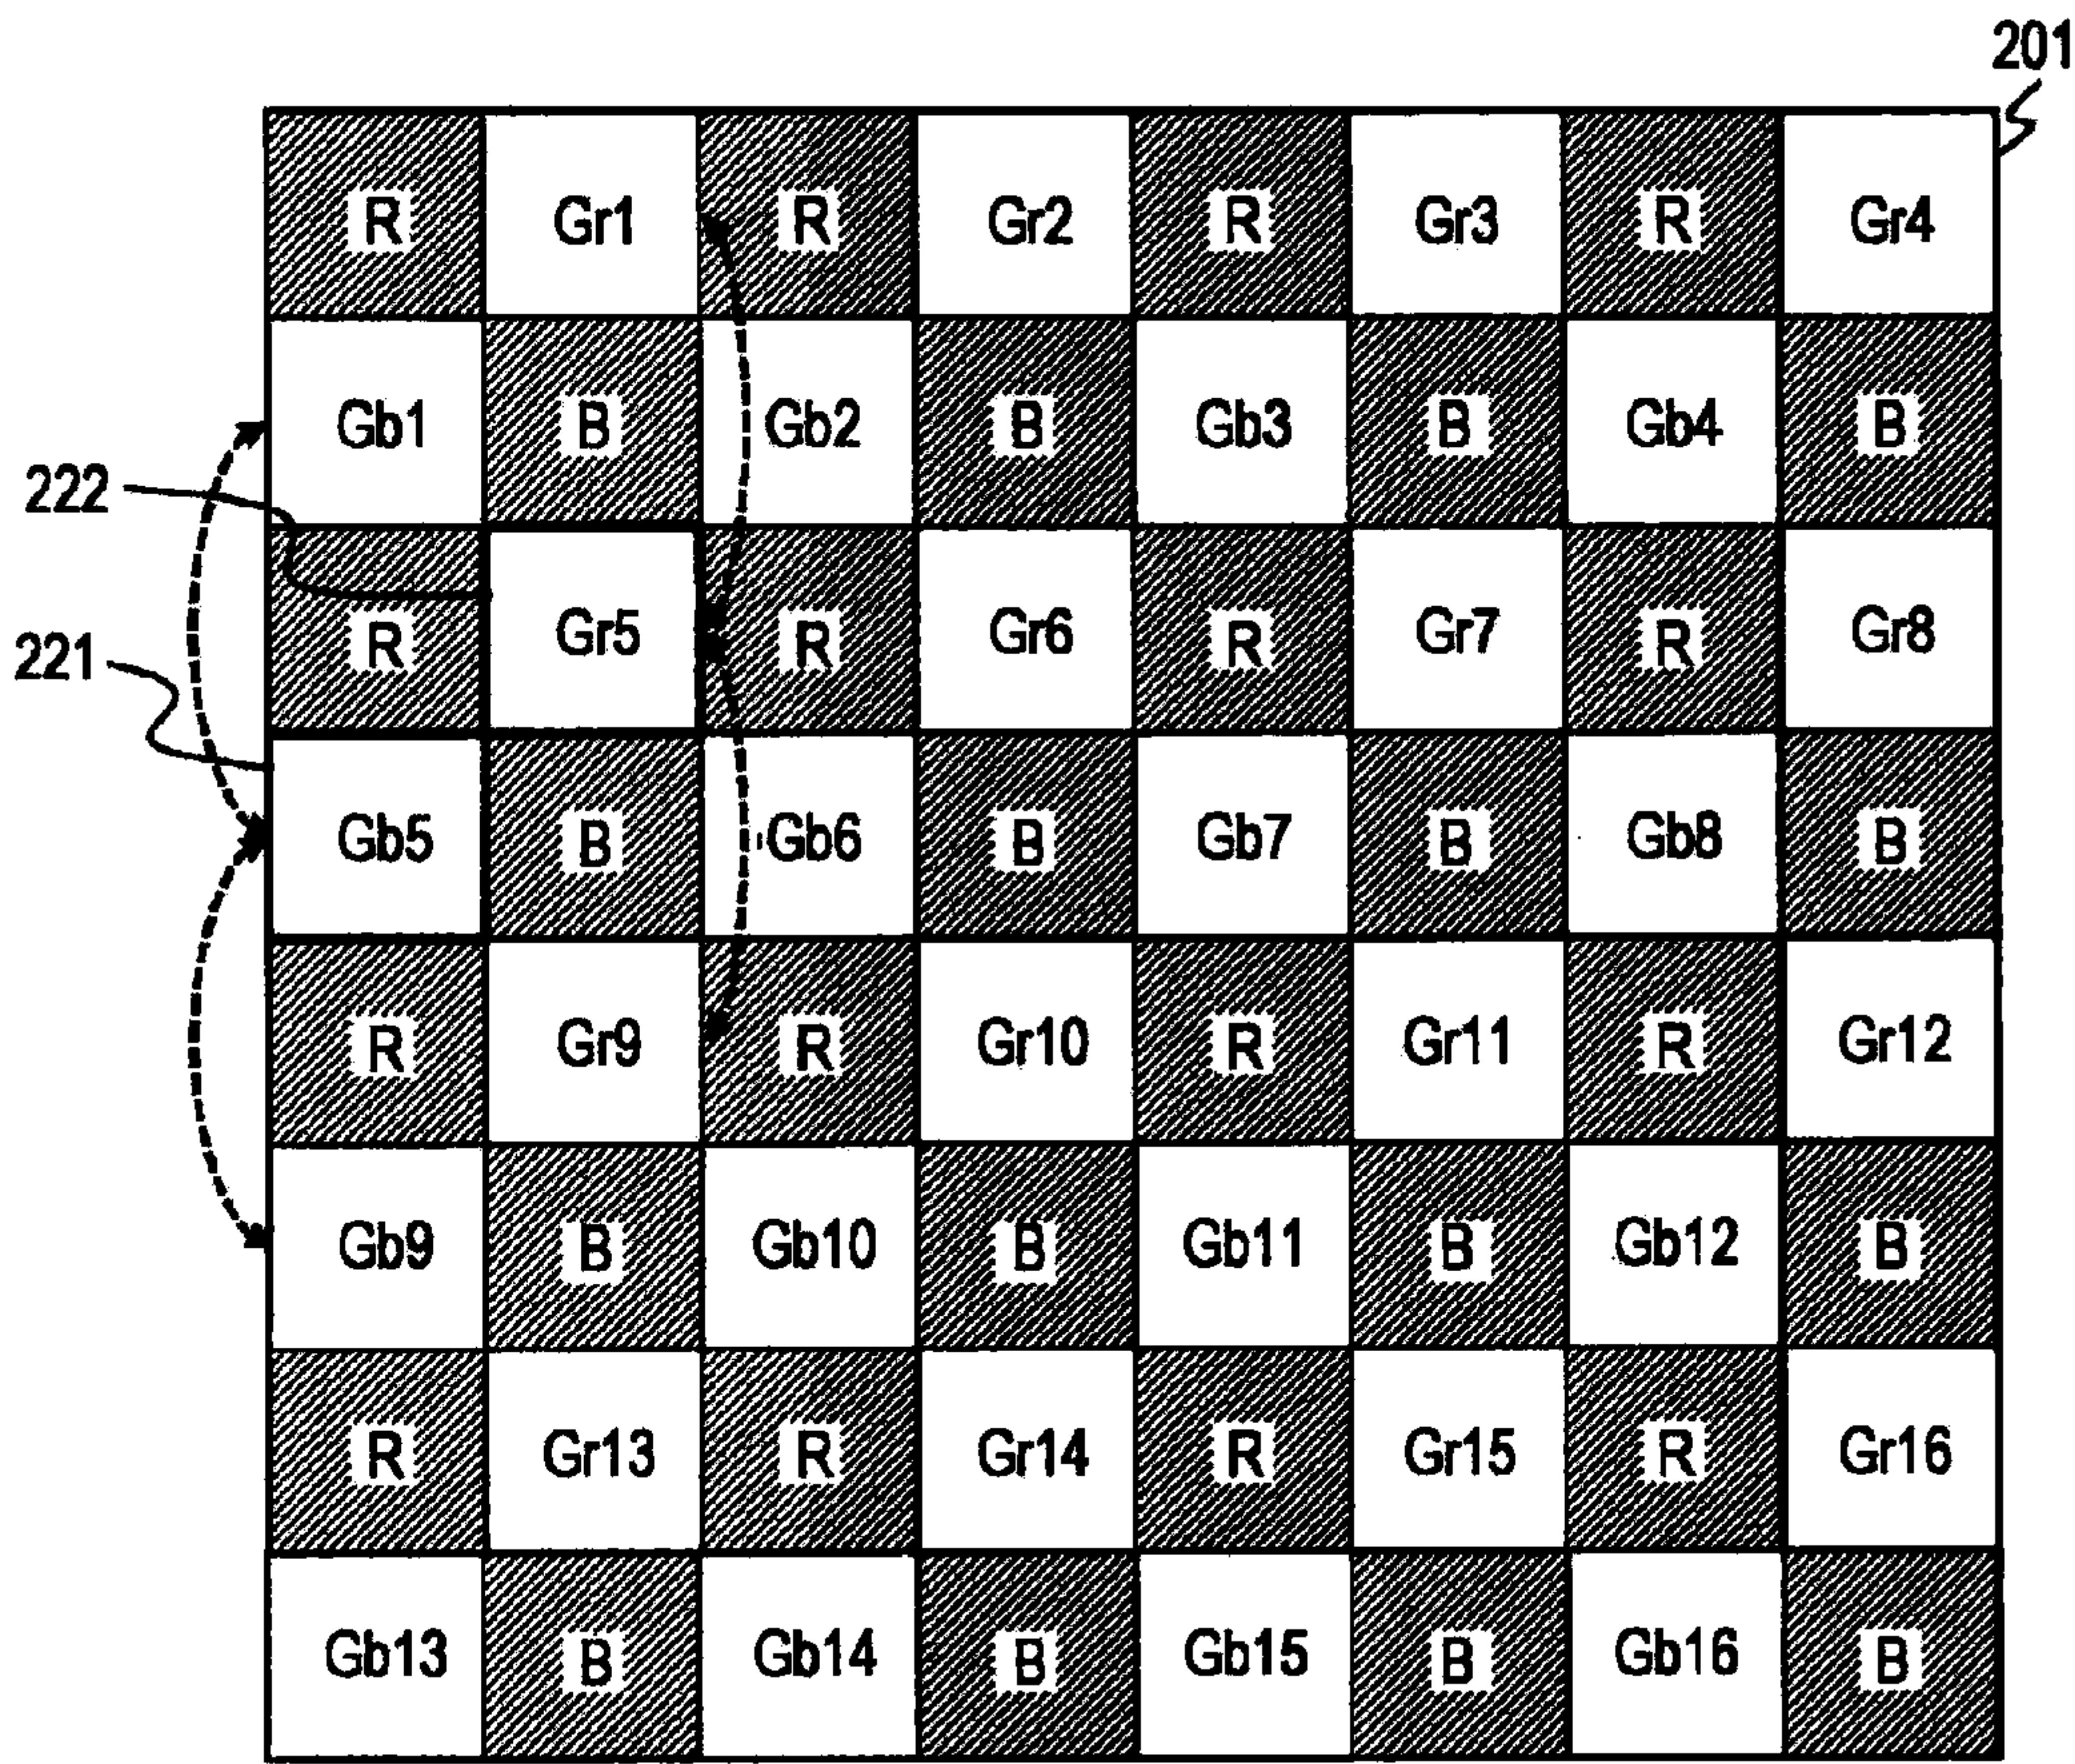 201
R Gr1 R Gr2 R Gr3 R Gr4
Gb1 B Gb2 B Gb3 B Gb4 B
222
R Gr5 R Gr6 R Gr7 R Gr8
221
Gb5 B Gb6 B Gb7 B Gb8 B
R Gr9 R Gr10 R Gr11 R Gr12
Gb9 B Gb10 B Gb11 B Gb12 B
R Gr13 R Gr14 R Gr15 R Gr16
Gb13 B Gb14 B Gb15 B Gb16 B